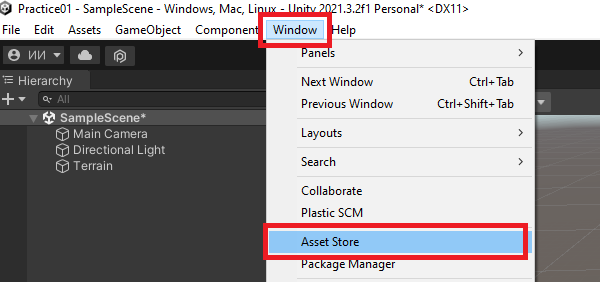 Practice01 - SampleScene - Windows, Mac, Linux - Unity 2021.3.2f1 Personal* <DX11>
File Edit Assets GameObject Component Window Help
ИИ
Hierarchy
All
SampleScene*
Main Camera
Directional Light
Terrain
Panels
Next Window Ctrl+Tab
Previous Window Ctrl+Shift+Tab
Layouts
Search
Collaborate
Plastic SCM
Asset Store
Package Manager